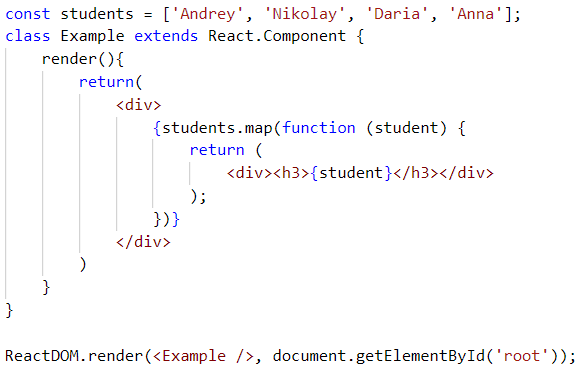 const students = ['Andrey', 'Nikolay', 'Daria', 'Anna'];
class Example extends React.Component {
    render(){
        return(
            <div>
                {students.map(function (student) {
                    return (
                        <div><h3>{student}</h3></div>
                    );
                })}
            </div>
        )
    }
}

ReactDOM.render(<Example />, document.getElementById('root'));